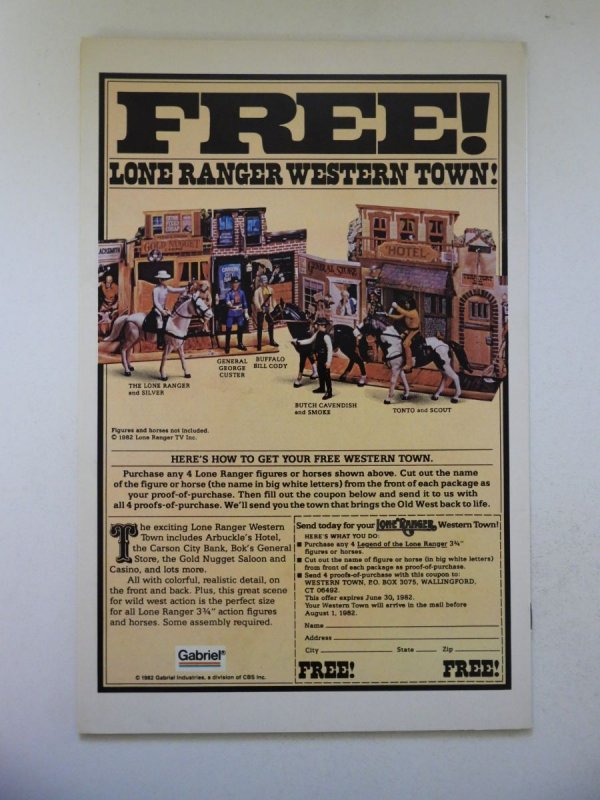 FREE!
LONE RANGER WESTERN TOWN!
GOLD NUGGET
GENERAL STORE
HOTEL
THE LONE RANGER
and SILVER
GENERAL
GEORGE
CUSTER
BUFFALO
BILL CODY
BUTCH CAVENDISH
and SMOKE
TONTO and SCOUT
Figures and horses not included.
© 1982 Lone Ranger TV Inc.
HERE'S HOW TO GET YOUR FREE WESTERN TOWN.
Purchase any 4 Lone Ranger figures or horses shown above. Cut out the name
of the figure or horse (the name in big white letters) from the front of each package as
your proof-of-purchase. Then fill out the coupon below and send it to us with
all 4 proofs-of-purchase. We'll send you the town that brings the Old West back to life.
The exciting Lone Ranger Western
Town includes Arbuckle's Hotel,
the Carson City Bank, Bok's General
Store, the Gold Nugget Saloon and
Casino, and lots more.
All with colorful, realistic detail, on
the front and back. Plus, this great scene
for wild west action is the perfect size
for all Lone Ranger 3¾" action figures
and horses. Some assembly required.
Gabriel®
© 1982 Gabriel Industries, a division of CBS Inc.
Send today for your LONE RANGER Western Town!
HERE'S WHAT YOU DO:
■ Purchase any 4 Legend of the Lone Ranger 3¾"
figures or horses.
■ Cut out name of figure or horse (in big white letters)
from front of each package as proof-of-purchase.
■ Send 4 proofs-of-purchase with this coupon to:
WESTERN TOWN, P.O. BOX 3075, WALLINGFORD,
CT 06492.
This offer expires June 30, 1982.
Your Western Town will arrive in the mail before
August 1, 1982.
Name
Address
City State Zip
FREE! FREE!